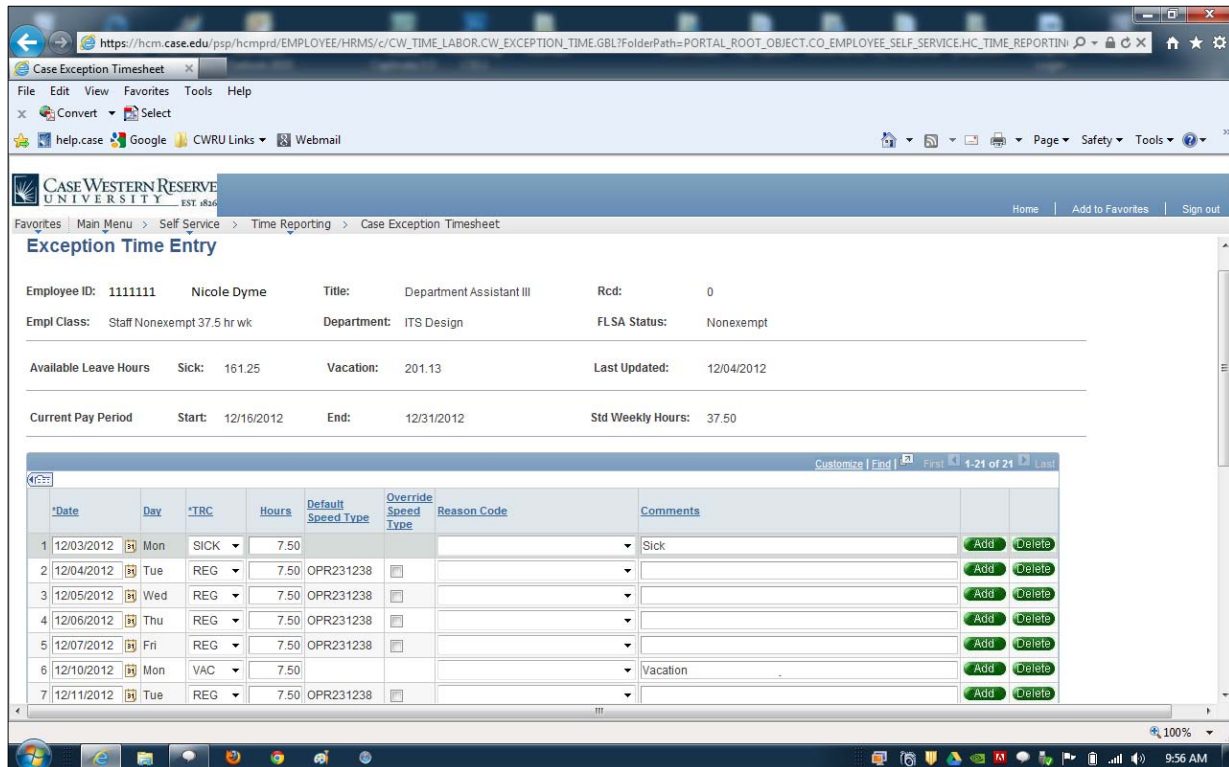 https://hcm.case.edu/psp/hcmprd/EMPLOYEE/HRMS/c/CW_TIME_LABOR.CW_EXCEPTION_TIME.GBL?FolderPath=PORTAL_ROOT_OBJECT.CO_EMPLOYEE_SELF_SERVICE.HC_TIME_REPORTIN
Case Exception Timesheet
File Edit View Favorites Tools Help
Convert Select
help.case Google CWRU Links Webmail Page Safety Tools
CASE WESTERN RESERVE
UNIVERSITY EST. 1826
Home | Add to Favorites | Sign out
Favorites Main Menu > Self Service > Time Reporting > Case Exception Timesheet
Exception Time Entry
Employee ID: 1111111 Nicole Dyme Title: Department Assistant III Rcd: 0
Empl Class: Staff Nonexempt 37.5 hr wk Department: ITS Design FLSA Status: Nonexempt
Available Leave Hours Sick: 161.25 Vacation: 201.13 Last Updated: 12/04/2012
Current Pay Period Start: 12/16/2012 End: 12/31/2012 Std Weekly Hours: 37.50
Customize | Find | First 1-21 of 21 Last
*Date Day *TRC Hours Default Speed Type Override Speed Type Reason Code Comments
1 12/03/2012 Mon SICK 7.50 Sick Add Delete
2 12/04/2012 Tue REG 7.50 OPR231238 Add Delete
3 12/05/2012 Wed REG 7.50 OPR231238 Add Delete
4 12/06/2012 Thu REG 7.50 OPR231238 Add Delete
5 12/07/2012 Fri REG 7.50 OPR231238 Add Delete
6 12/10/2012 Mon VAC 7.50 Vacation Add Delete
7 12/11/2012 Tue REG 7.50 OPR231238 Add Delete
100%
9:56 AM